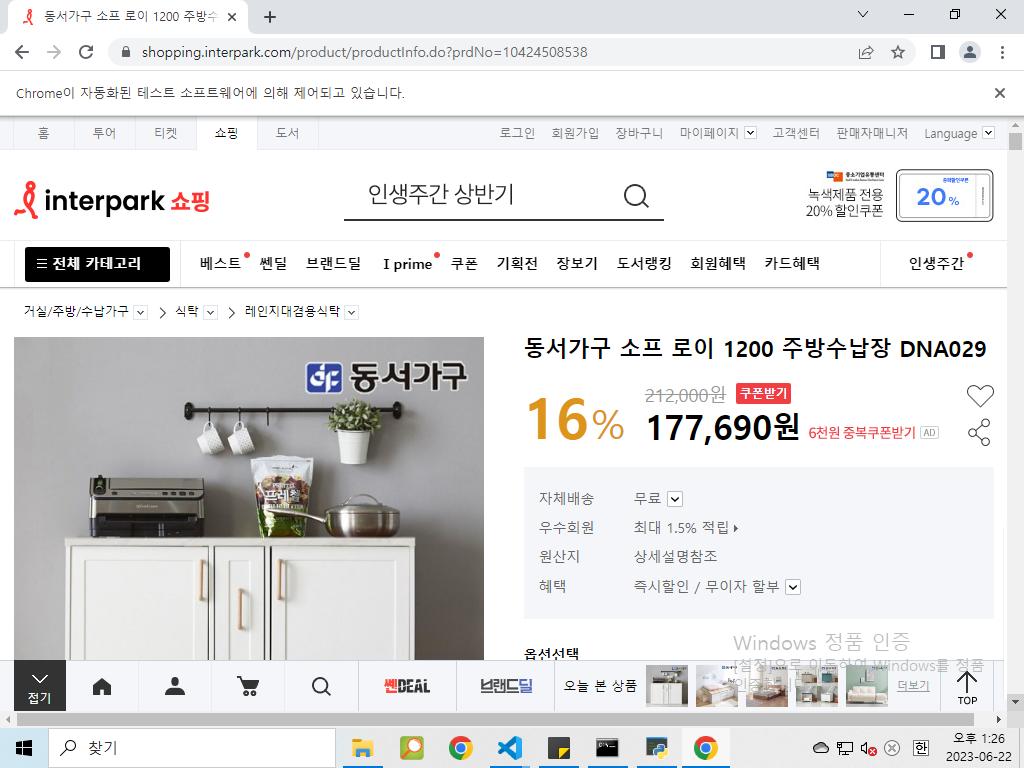 동서가구 소프 로이 1200 주방수
shopping.interpark.com/product/productInfo.do?prdNo=10424508538
Chrome이 자동화된 테스트 소프트웨어에 의해 제어되고 있습니다.
홈 투어 티켓 쇼핑 도서 로그인 회원가입 장바구니 마이페이지 고객센터 판매자매니저 Language
interpark 쇼핑
인생주간 상반기
중소기업유통센터
녹색제품 전용
20% 할인쿠폰
중복할인쿠폰
20%
전체 카테고리 베스트 쎈딜 브랜드딜 I prime 쿠폰 기획전 장보기 도서랭킹 회원혜택 카드혜택 인생주간
거실/주방/수납가구 식탁 레인지대겸용식탁
동서가구
프레첼
동서가구 소프 로이 1200 주방수납장 DNA029
16%
212,000원 쿠폰받기
177,690원 6천원 중복쿠폰받기 AD
자체배송 무료
우수회원 최대 1.5% 적립
원산지 상세설명참조
혜택 즉시할인 / 무이자 할부
옵션선택
Windows 정품 인증
[설정]으로 이동하여 Windows를 정품
접기
쎈DEAL
브랜드딜
오늘 본 상품
더보기
TOP
찾기
한
오후 1:26
2023-06-22